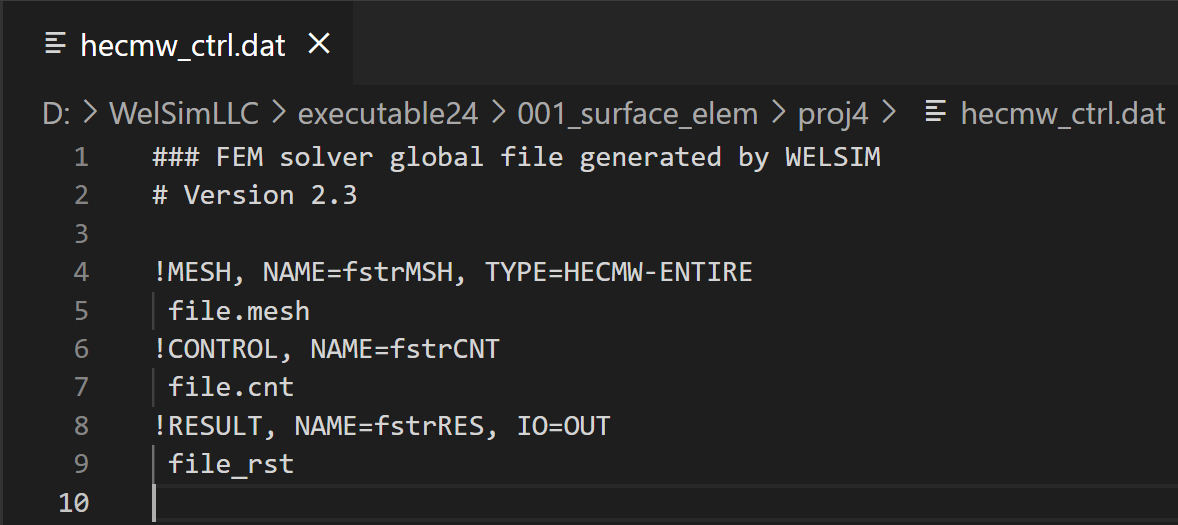 hecmw_ctrl.dat ×
D: > WelSimLLC > executable24 > 001_surface_elem > proj4 > hecmw_ctrl.dat
1 ### FEM solver global file generated by WELSIM
2 # Version 2.3
3
4 !MESH, NAME=fstrMSH, TYPE=HECMW-ENTIRE
5 file.mesh
6 !CONTROL, NAME=fstrCNT
7 file.cnt
8 !RESULT, NAME=fstrRES, IO=OUT
9 file_rst
10